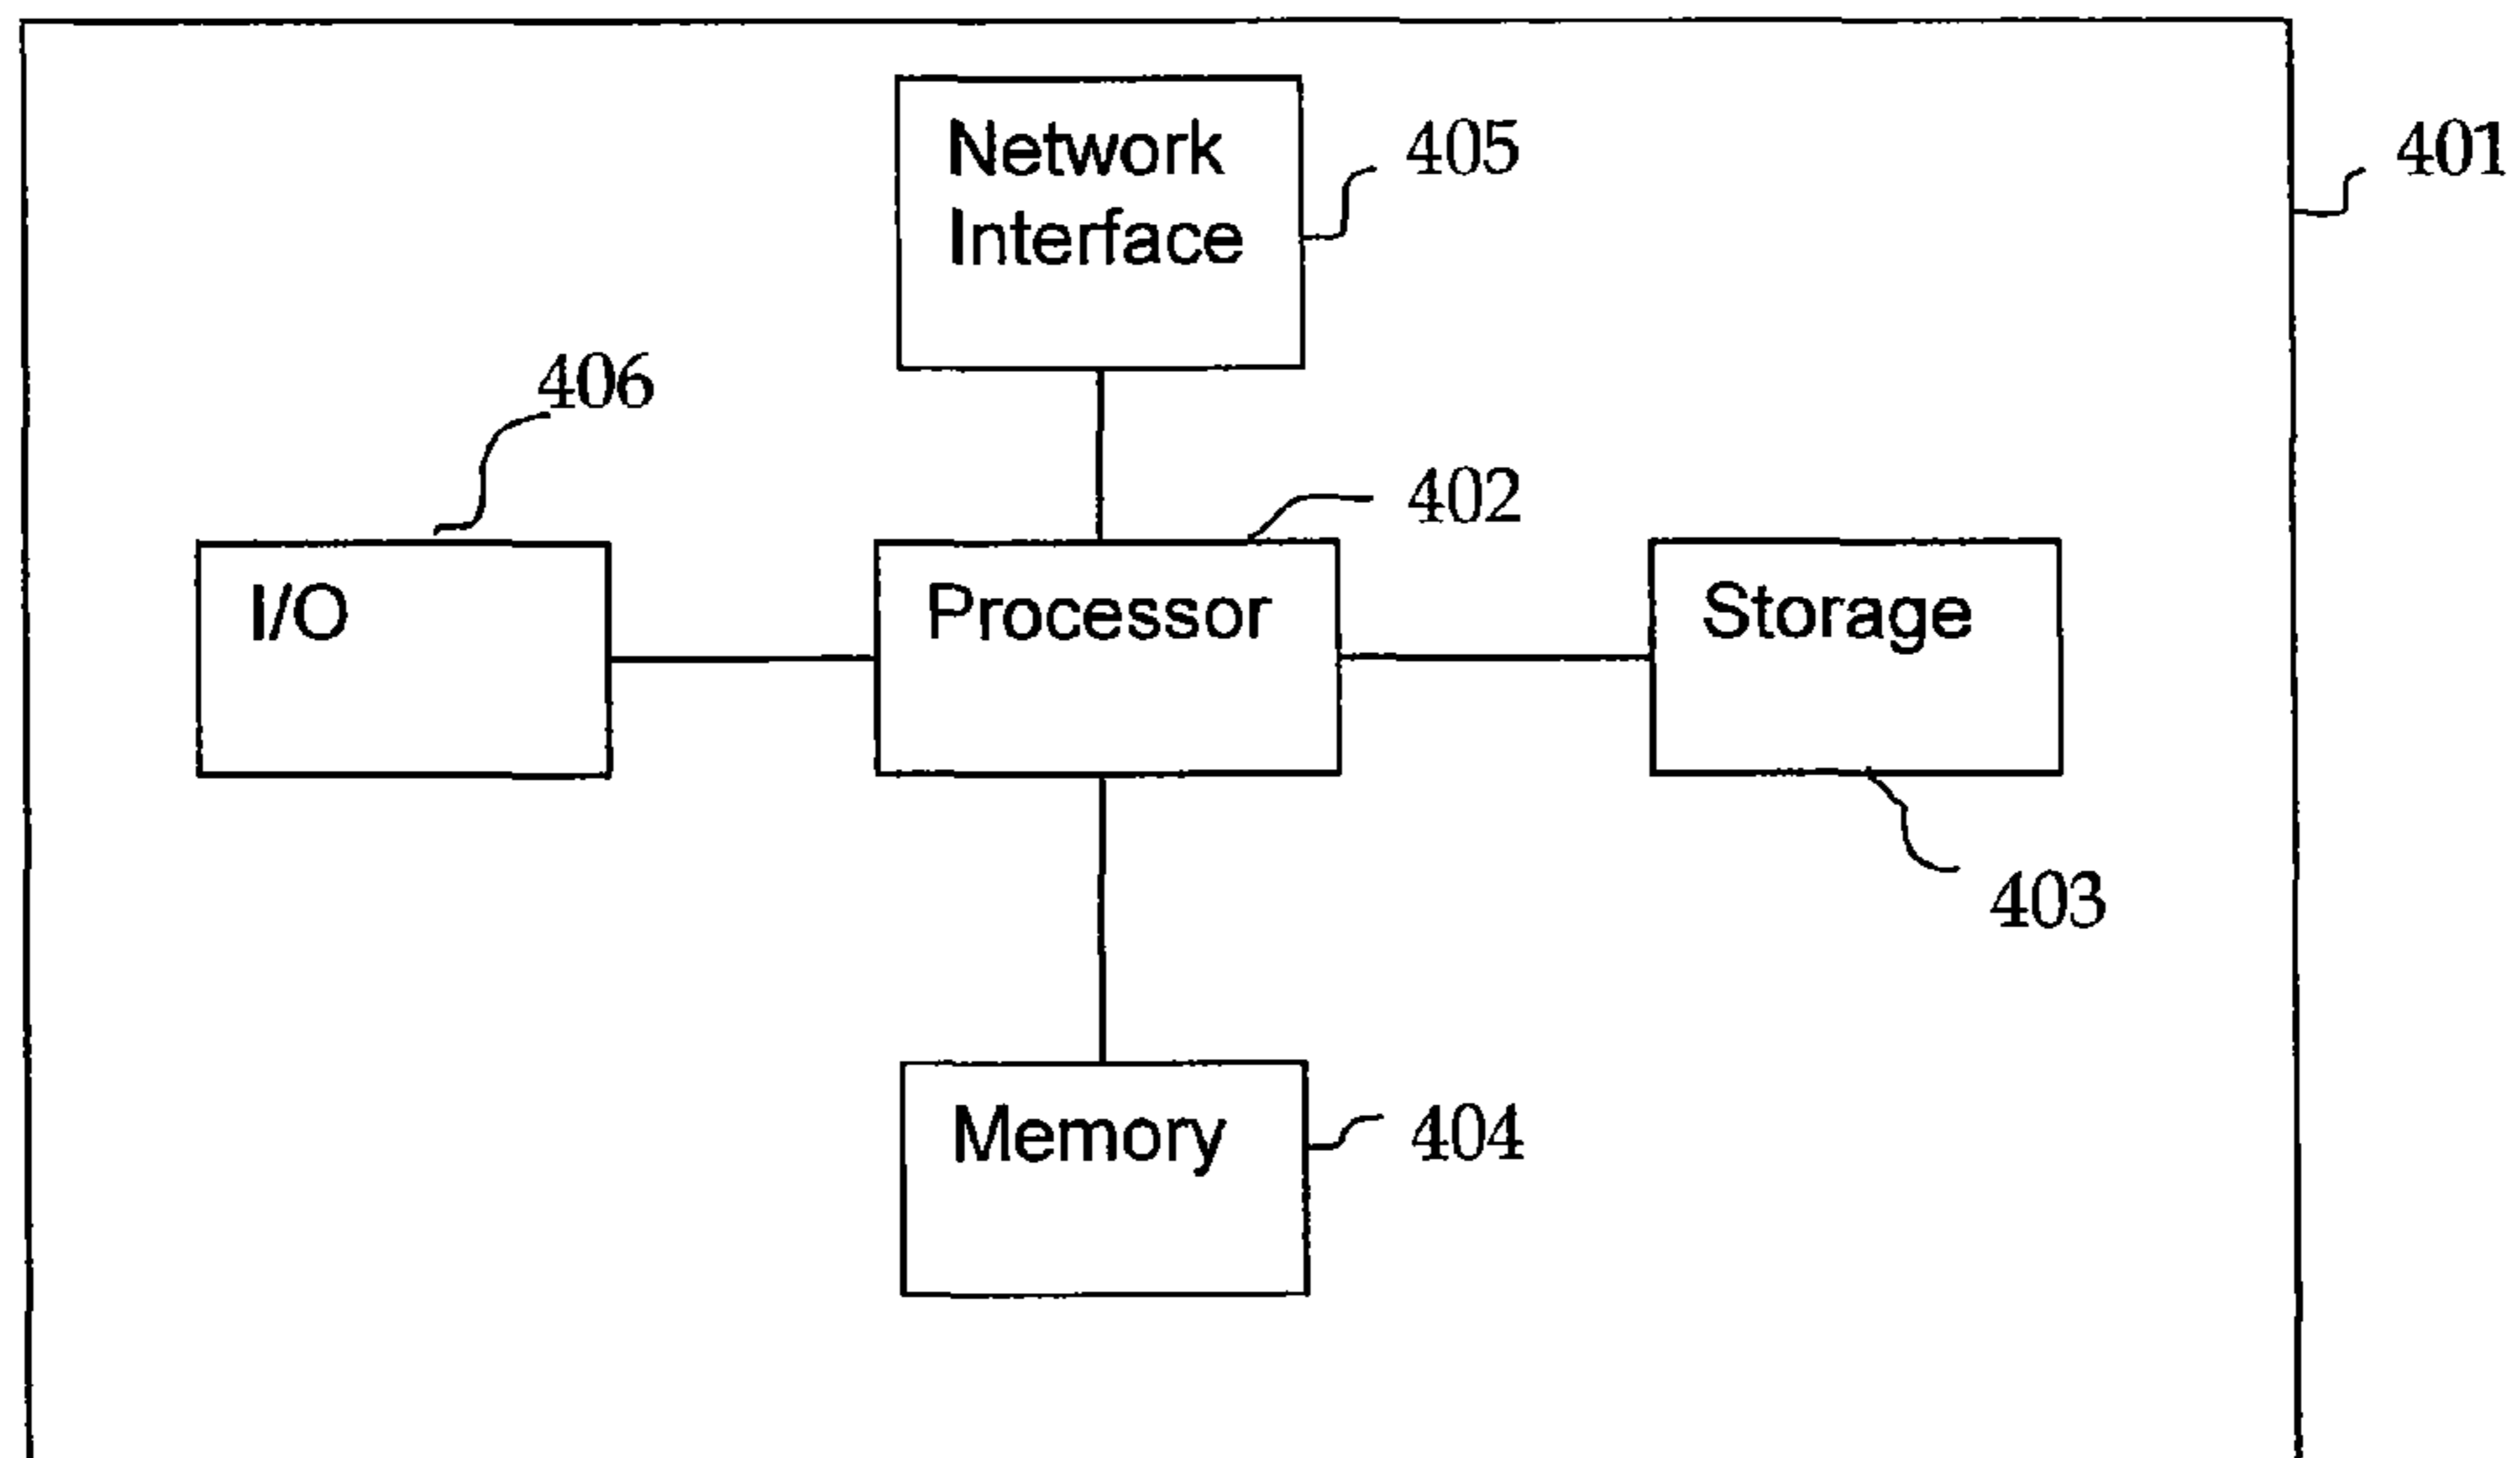 Network
Interface
405
401
406
402
I/O
Processor
Storage
403
Memory
404